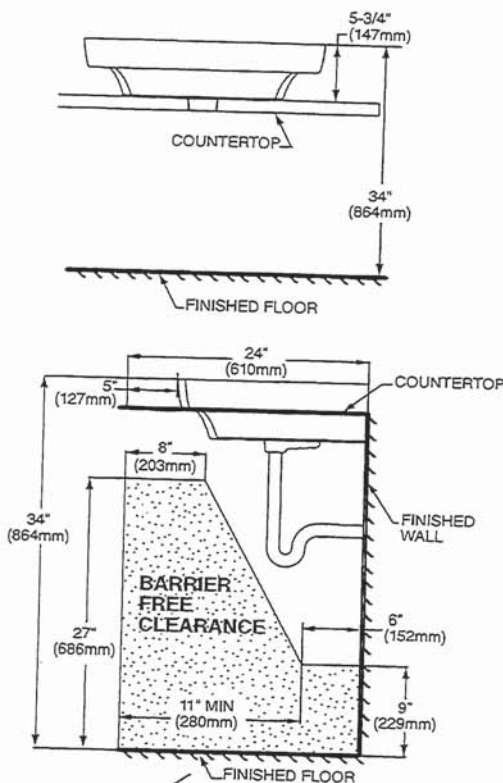 5-3/4"
(147mm)
COUNTERTOP
34"
(864mm)
FINISHED FLOOR
24"
(610mm)
5"
(127mm)
COUNTERTOP
8"
(203mm)
34"
(864mm)
FINISHED
WALL
BARRIER
FREE
CLEARANCE
27"
(686mm)
6"
(152mm)
11" MIN
(280mm)
9"
(229mm)
FINISHED FLOOR